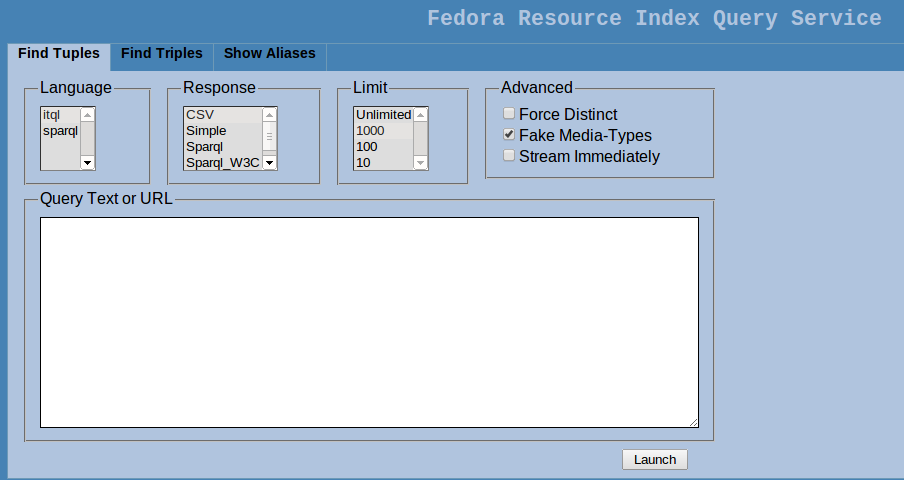 Fedora Resource Index Query Service
Find Tuples Find Triples Show Aliases
Language
itql
sparql
Response
CSV
Simple
Sparql
Sparql_W3C
Limit
Unlimited
1000
100
10
Advanced
Force Distinct
Fake Media-Types
Stream Immediately
Query Text or URL
Launch